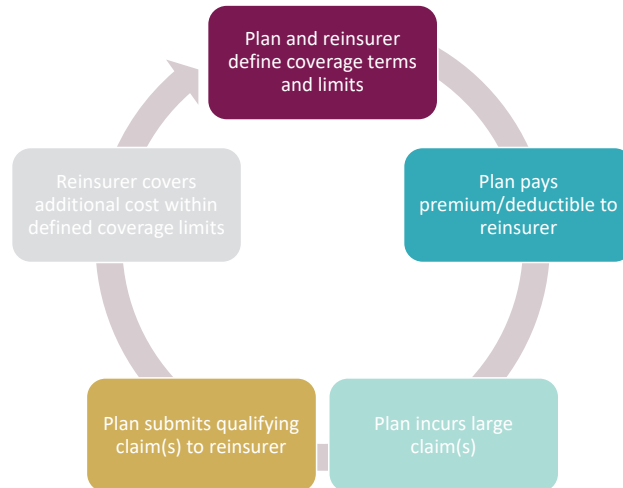 Plan and reinsurer
define coverage terms
and limits
Plan pays
premium/deductible to
reinsurer
Plan incurs large
claim(s)
Plan submits qualifying
claim(s) to reinsurer
Reinsurer covers
additional cost within
defined coverage limits